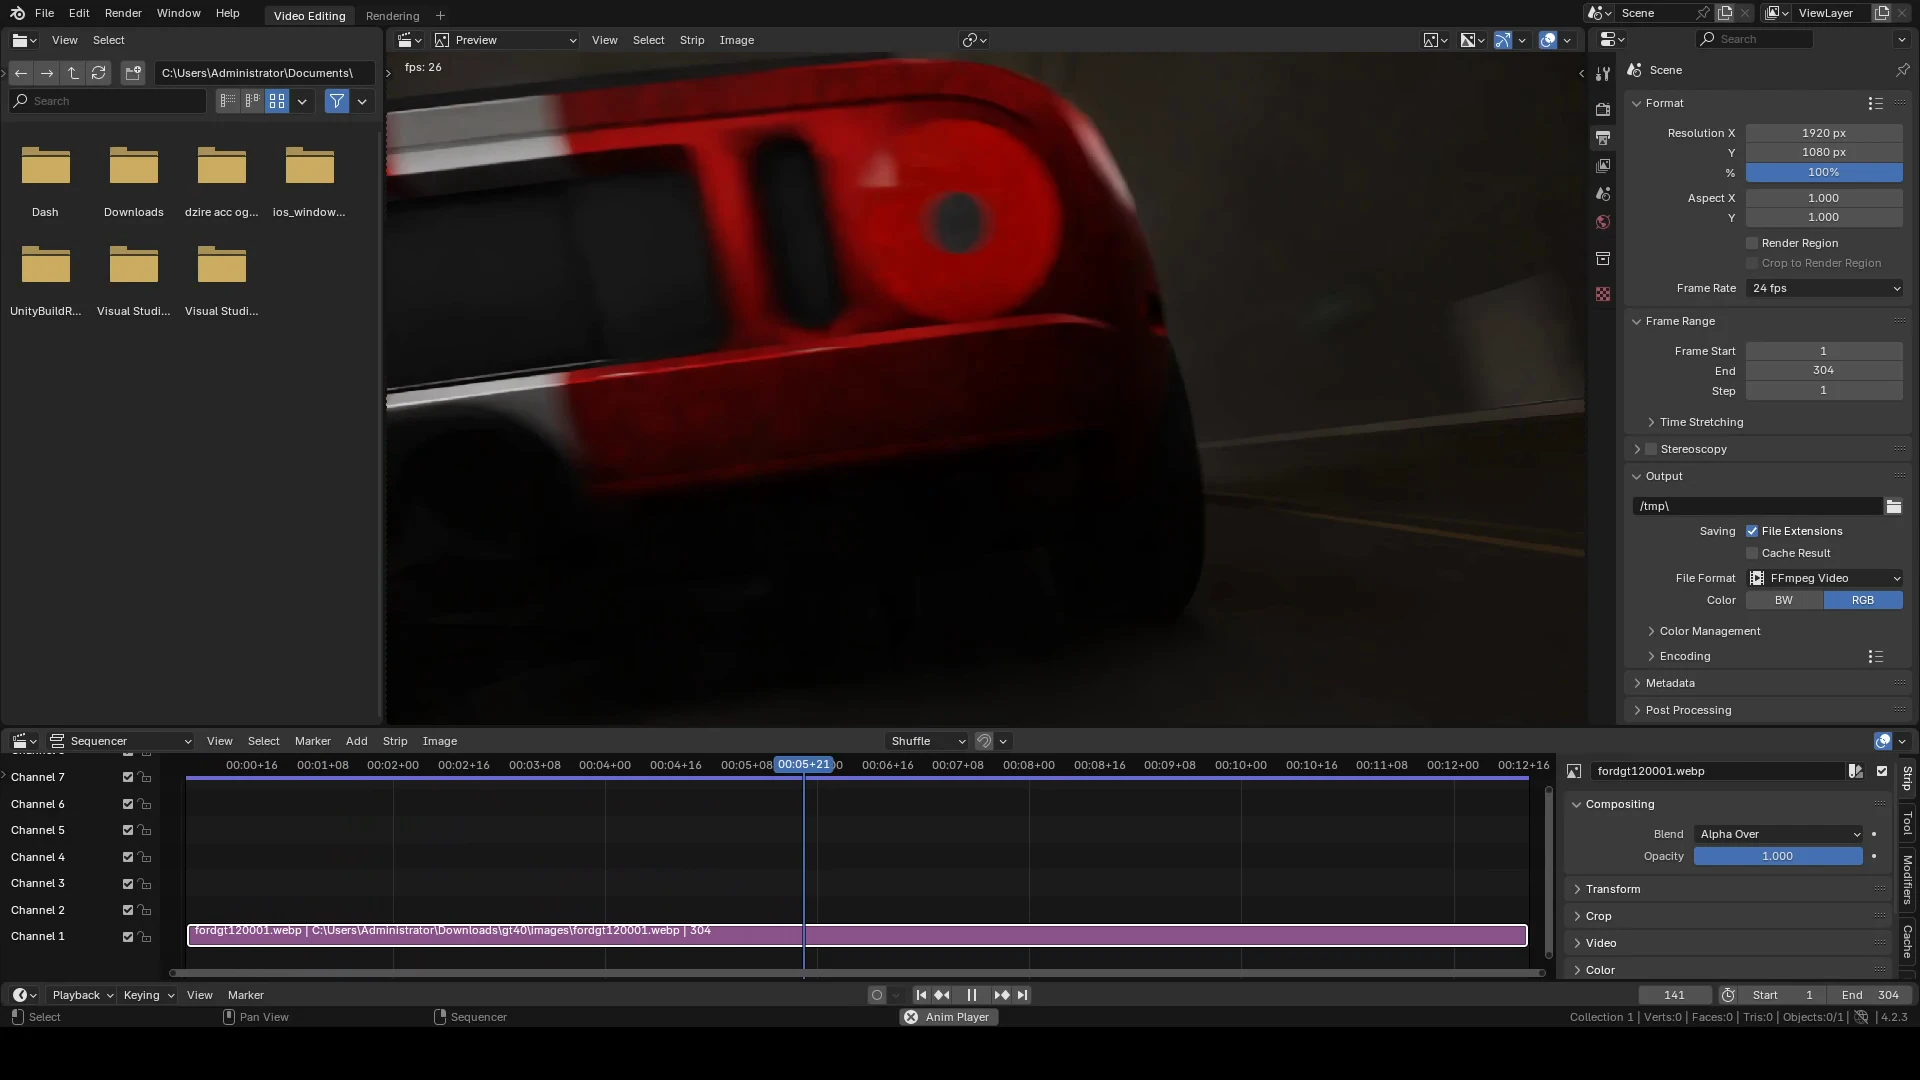 File Edit Render Window Help Video Editing Rendering + Scene ViewLayer
View Select Preview View Select Strip Image Search
C:\Users\Administrator\Documents\ fps: 26 Scene
Search
Format
Resolution X 1920 px
Y 1080 px
% 100%
Aspect X 1.000
Y 1.000
Dash Downloads dzire acc og... ios_window...
Render Region
Crop to Render Region
Frame Rate 24 fps
UnityBuildR... Visual Studi... Visual Studi...
Frame Range
Frame Start 1
End 304
Step 1
Time Stretching
Stereoscopy
Output
/tmp\
Saving File Extensions
Cache Result
File Format FFmpeg Video
Color BW RGB
Color Management
Encoding
Metadata
Post Processing
Sequencer View Select Marker Add Strip Image Shuffle
00:00+16 00:01+08 00:02+00 00:02+16 00:03+08 00:04+00 00:04+16 00:05+08 00:05+21 00:06+16 00:07+08 00:08+00 00:08+16 00:09+08 00:10+00 00:10+16 00:11+08 00:12+00 00:12+16
Channel 7
Channel 6
Channel 5
Channel 4
Channel 3
Channel 2
Channel 1
fordgt120001.webp | C:\Users\Administrator\Downloads\gt40\images\fordgt120001.webp | 304
fordgt120001.webp
Compositing
Blend Alpha Over
Opacity 1.000
Transform
Crop
Video
Color
Strip
Tool
Modifiers
Cache
Playback Keying View Marker 141 Start 1 End 304
Select Pan View Sequencer Anim Player Collection 1 | Verts:0 | Faces:0 | Tris:0 | Objects:0/1 | 4.2.3